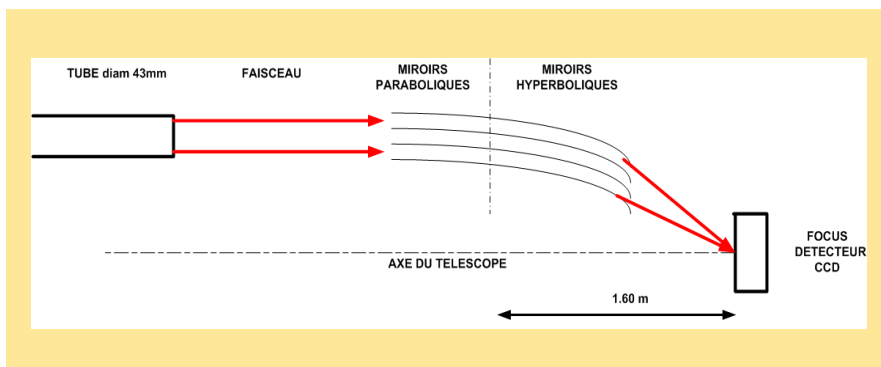 TUBE diam 43mm
FAISCEAU
MIROIRS
PARABOLIQUES
MIROIRS
HYPERBOLIQUES
FOCUS
DETECTEUR
CCD
AXE DU TELESCOPE
1.60 m